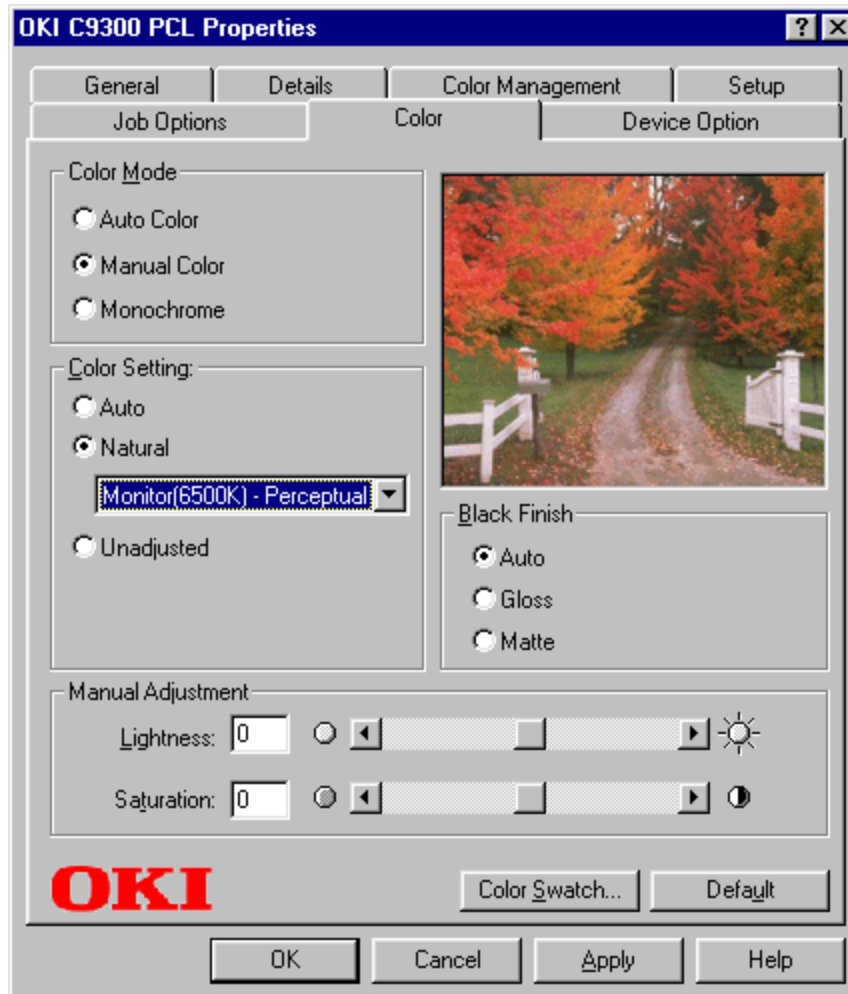 OKI C9300 PCL Properties
General Details Color Management Setup
Job Options Color Device Option
Color Mode
Auto Color
Manual Color
Monochrome
Color Setting:
Auto
Natural
Monitor(6500K) - Perceptual
Unadjusted
Black Finish
Auto
Gloss
Matte
Manual Adjustment
Lightness: 0
Saturation: 0
OKI
Color Swatch... Default
OK Cancel Apply Help